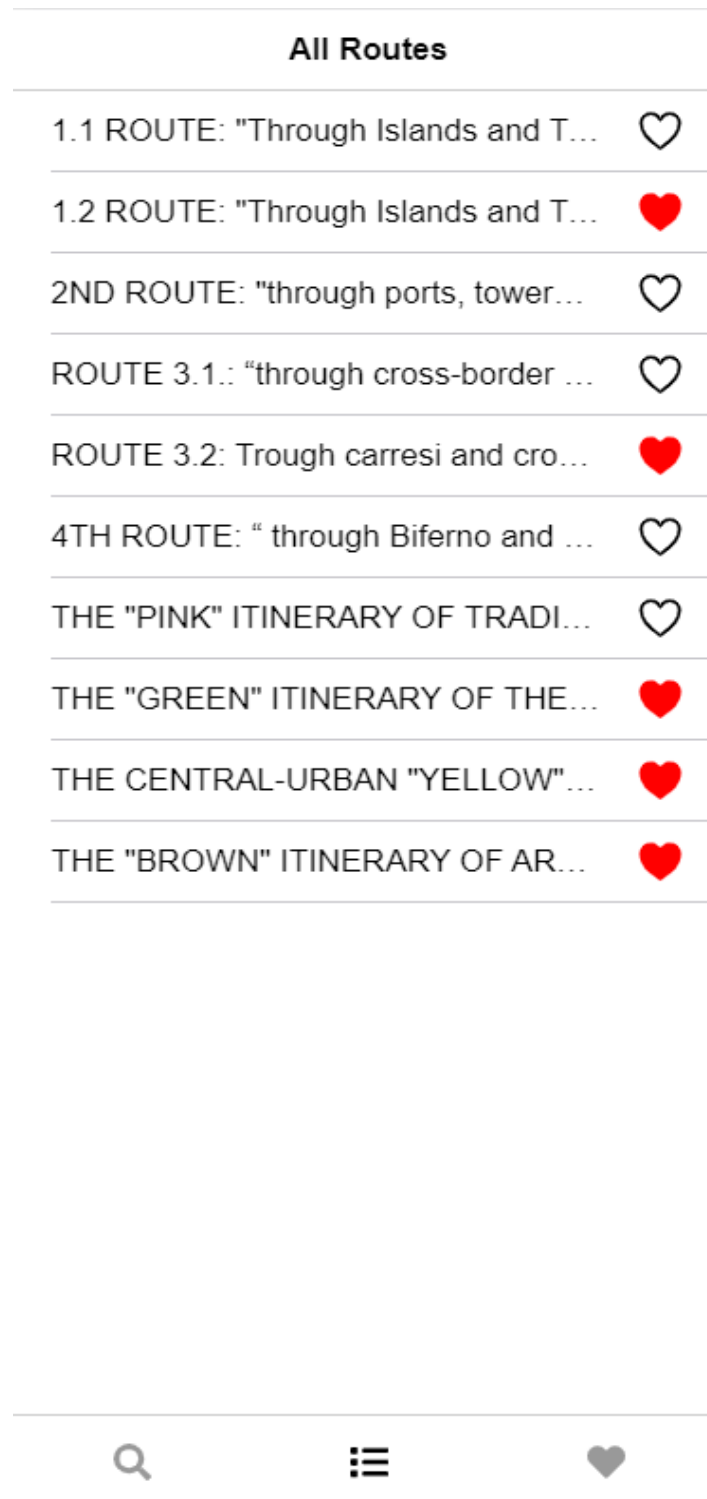 All Routes
1.1 ROUTE: "Through Islands and T...
1.2 ROUTE: "Through Islands and T...
2ND ROUTE: "through ports, tower...
ROUTE 3.1.: “through cross-border ...
ROUTE 3.2: Trough carresi and cro...
4TH ROUTE: “ through Biferno and ...
THE "PINK" ITINERARY OF TRADI...
THE "GREEN" ITINERARY OF THE...
THE CENTRAL-URBAN "YELLOW"...
THE "BROWN" ITINERARY OF AR...